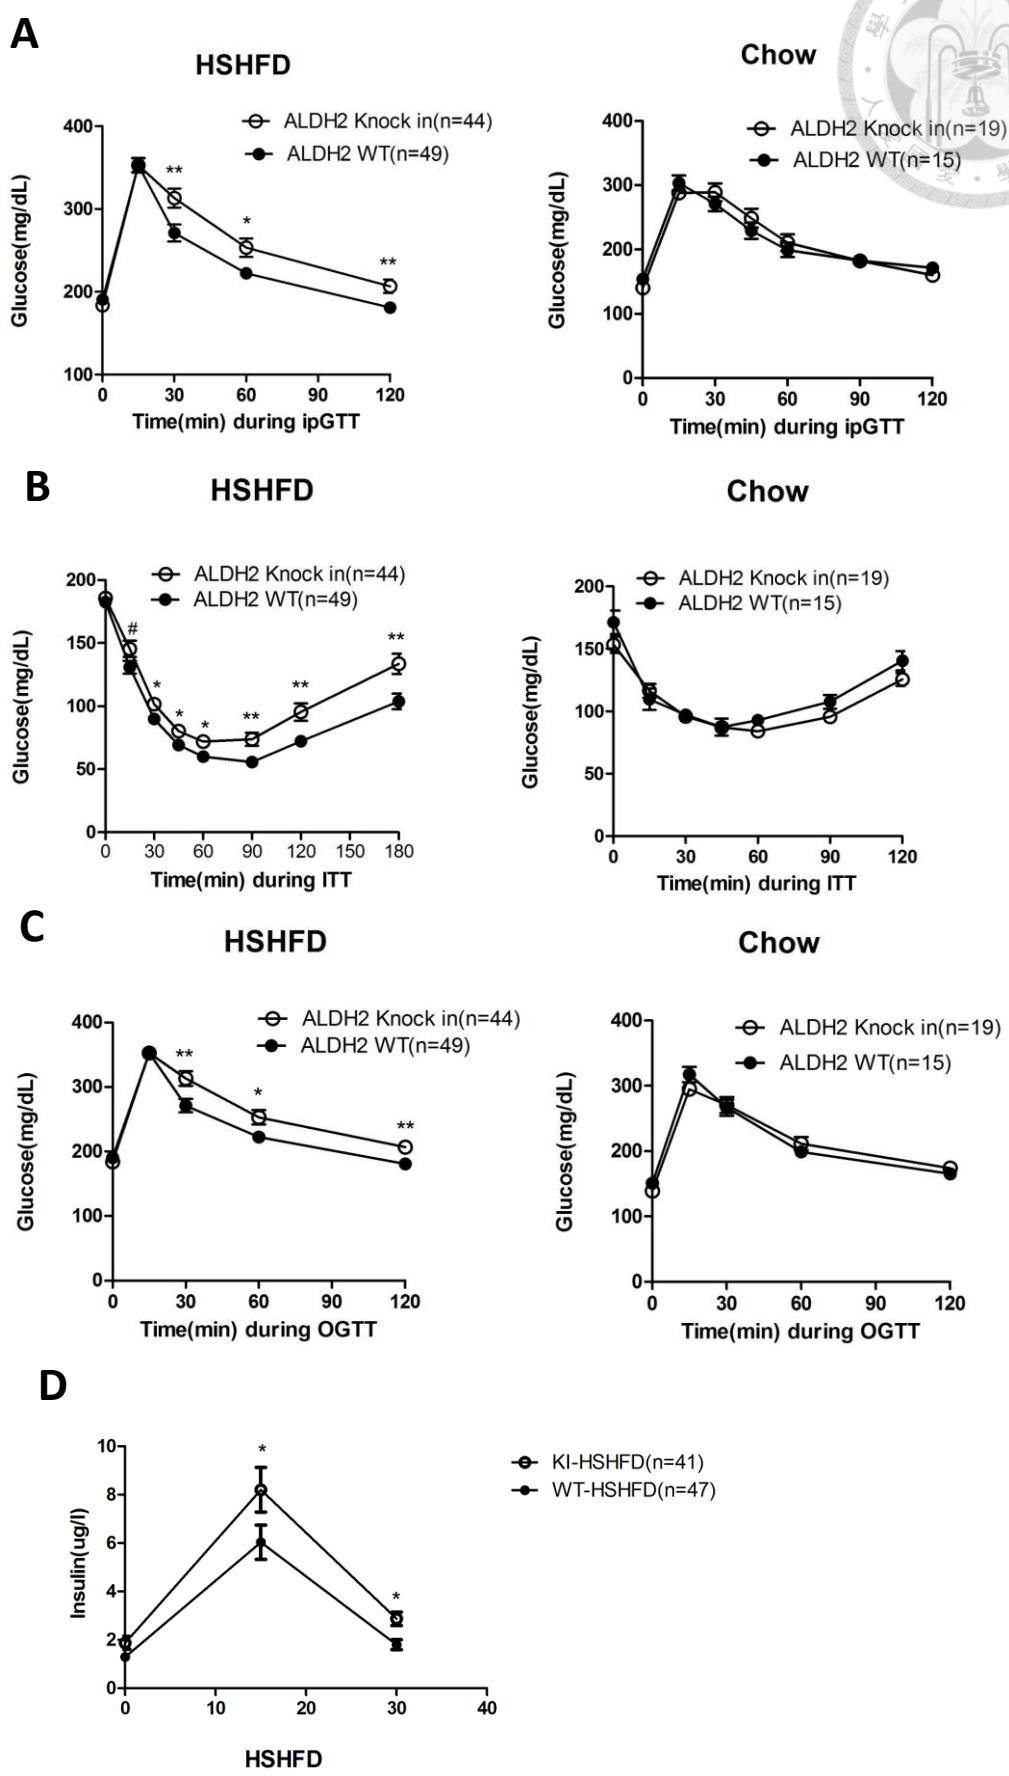 A
HSHFD
ALDH2 Knock in(n=44)
ALDH2 WT(n=49)
Glucose(mg/dL)
400
300
200
100
**
*
**
0 30 60 90 120
Time(min) during ipGTT
Chow
ALDH2 Knock in(n=19)
ALDH2 WT(n=15)
Glucose(mg/dL)
400
300
200
100
0
0 30 60 90 120
Time(min) during ipGTT
學
人
B
HSHFD
ALDH2 Knock in(n=44)
ALDH2 WT(n=49)
Glucose(mg/dL)
200
150
100
50
0
#
*
*
*
**
**
**
0 30 60 90 120 150 180
Time(min) during ITT
Chow
ALDH2 Knock in(n=19)
ALDH2 WT(n=15)
Glucose(mg/dL)
200
150
100
50
0
0 30 60 90 120
Time(min) during ITT
C
HSHFD
ALDH2 Knock in(n=44)
ALDH2 WT(n=49)
Glucose(mg/dL)
400
300
200
100
0
**
*
**
0 30 60 90 120
Time(min) during OGTT
Chow
ALDH2 Knock in(n=19)
ALDH2 WT(n=15)
Glucose(mg/dL)
400
300
200
100
0
0 30 60 90 120
Time(min) during OGTT
D
KI-HSHFD(n=41)
WT-HSHFD(n=47)
Insulin(ug/l)
10
8
6
4
2
0
*
*
0 10 20 30 40
HSHFD